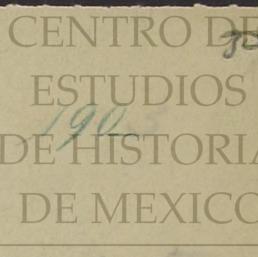 CENTRO DE
ESTUDIOS
190
DE HISTORIA
DE MEXICO